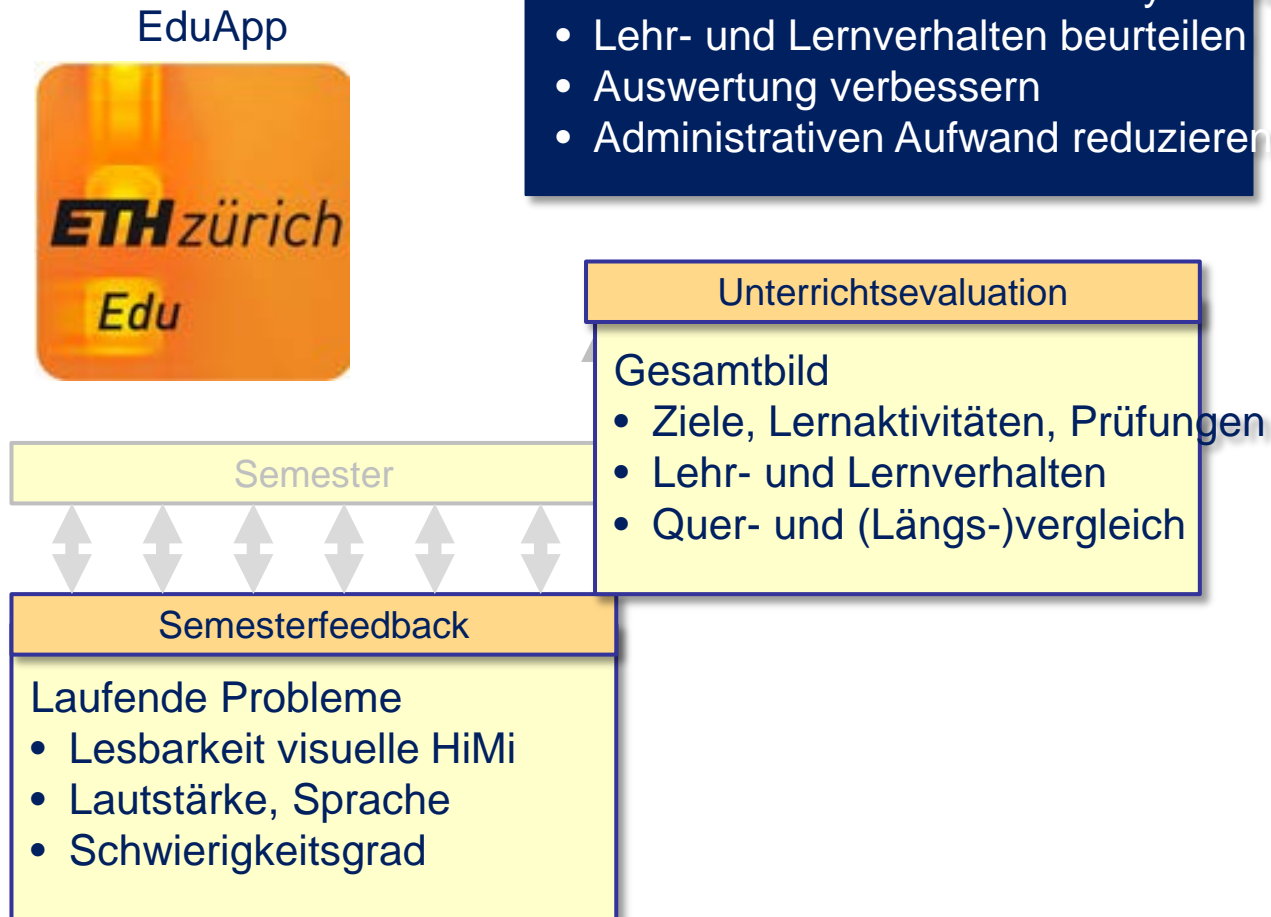 EduApp
ETH zürich
Edu
• Lehr- und Lernverhalten beurteilen
• Auswertung verbessern
• Administrativen Aufwand reduzieren
Unterrichtsevaluation
Gesamtbild
• Ziele, Lernaktivitäten, Prüfungen
• Lehr- und Lernverhalten
• Quer- und (Längs-)vergleich
Semester
Semesterfeedback
Laufende Probleme
• Lesbarkeit visuelle HiMi
• Lautstärke, Sprache
• Schwierigkeitsgrad